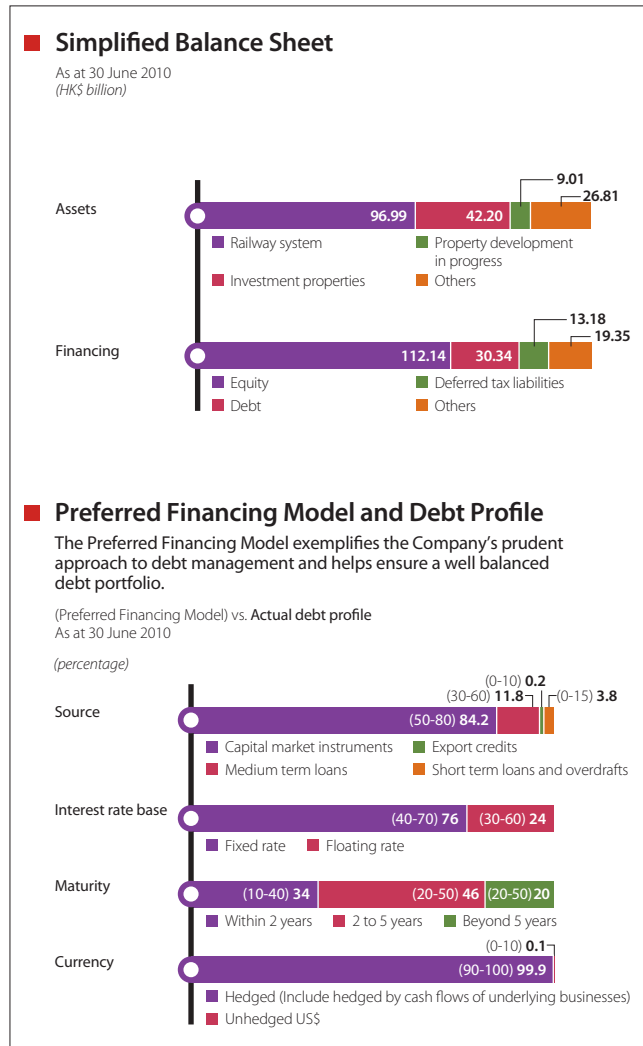 Simplified Balance Sheet
As at 30 June 2010
(HK$ billion)
9.01
26.81
Assets
96.99 42.20
Railway system
Property development
in progress
Investment properties
Others
13.18
19.35
Financing
112.14 30.34
Equity
Deferred tax liabilities
Debt
Others
Preferred Financing Model and Debt Profile
The Preferred Financing Model exemplifies the Company's prudent
approach to debt management and helps ensure a well balanced
debt portfolio.
(Preferred Financing Model) vs. Actual debt profile
As at 30 June 2010
(percentage)
(0-10) 0.2
(30-60) 11.8
(0-15) 3.8
Source
(50-80) 84.2
Capital market instruments
Export credits
Medium term loans
Short term loans and overdrafts
Interest rate base
(40-70) 76 (30-60) 24
Fixed rate Floating rate
Maturity
(10-40) 34 (20-50) 46 (20-50) 20
Within 2 years 2 to 5 years Beyond 5 years
(0-10) 0.1
Currency
(90-100) 99.9
Hedged (Include hedged by cash flows of underlying businesses)
Unhedged US$